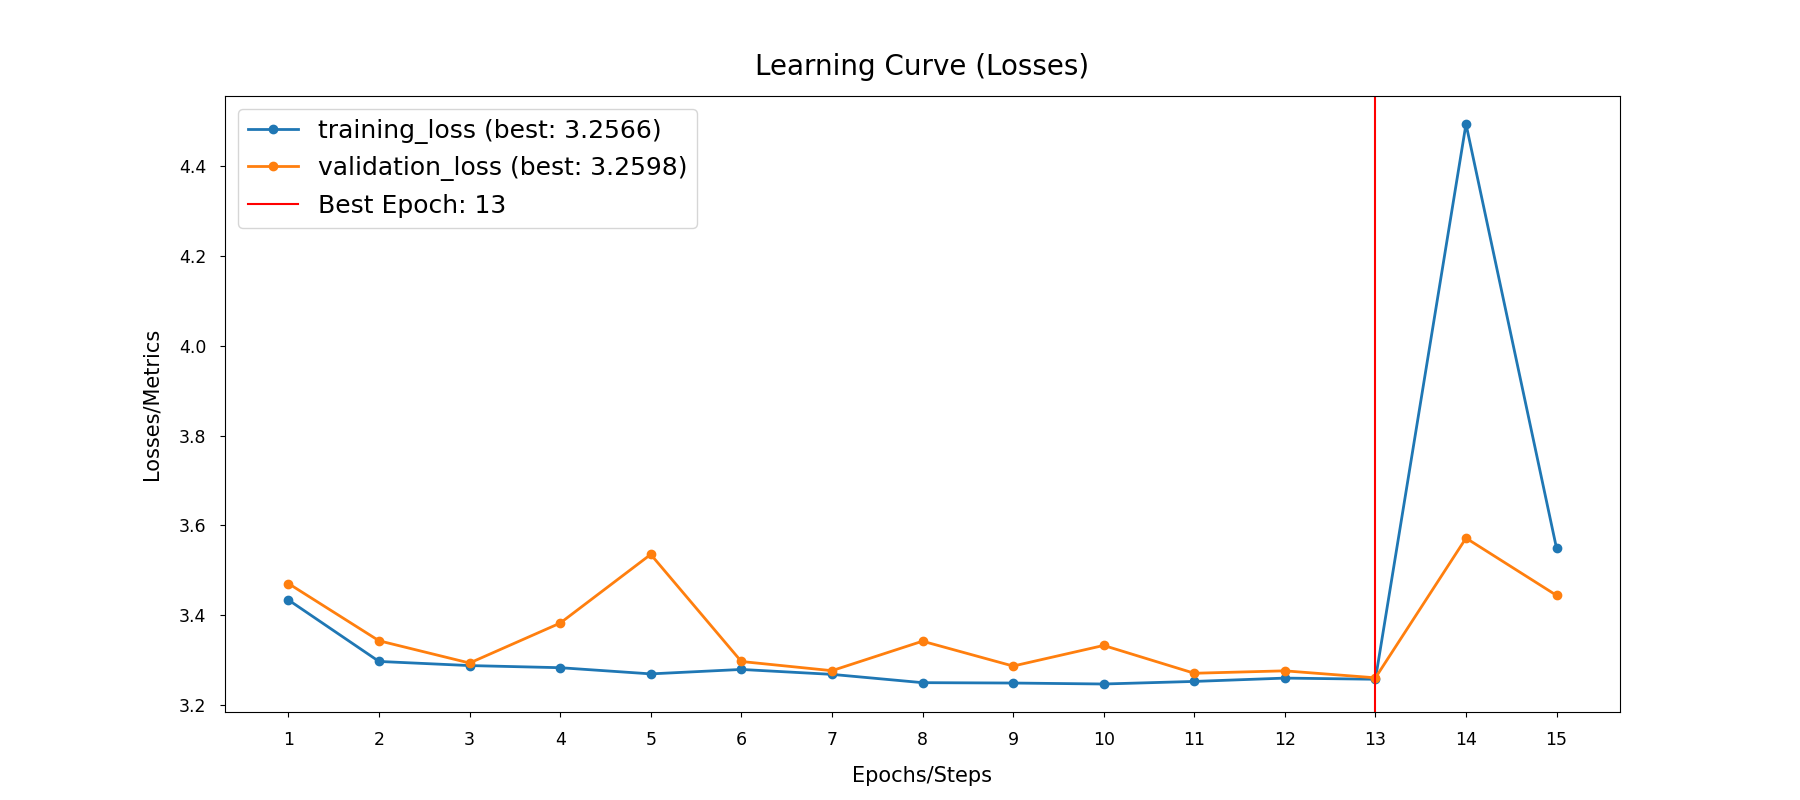 Learning Curve (Losses)
training_loss (best: 3.2566)
validation_loss (best: 3.2598)
Best Epoch: 13
Losses/Metrics
4.4
4.2
4.0
3.8
3.6
3.4
3.2
1 2 3 4 5 6 7 8 9 10 11 12 13 14 15
Epochs/Steps